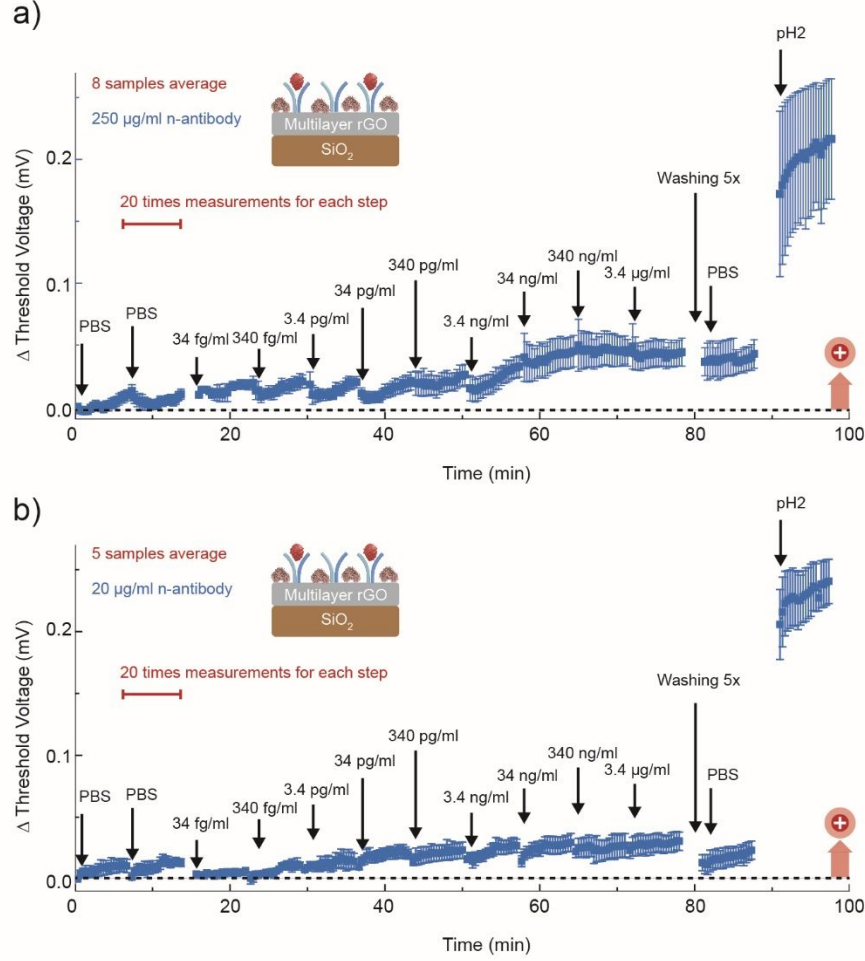 a)
pH2
8 samples average
250 µg/ml n-antibody
Multilayer rGO
SiO2
20 times measurements for each step
Washing 5x
340 ng/ml
340 pg/ml
34 ng/ml
3.4 µg/ml
PBS
34 pg/ml
3.4 ng/ml
3.4 pg/ml
PBS
PBS
34 fg/ml
340 fg/ml
Δ Threshold Voltage (mV)
0.2
0.1
0.0
+
0
20
40
60
80
100
Time (min)
b)
pH2
5 samples average
20 µg/ml n-antibody
Multilayer rGO
SiO2
20 times measurements for each step
Washing 5x
340 pg/ml
340 ng/ml
34 ng/ml
3.4 µg/ml
PBS
34 pg/ml
3.4 ng/ml
3.4 pg/ml
PBS
PBS
340 fg/ml
34 fg/ml
Δ Threshold Voltage (mV)
0.2
0.1
0.0
+
0
20
40
60
80
100
Time (min)